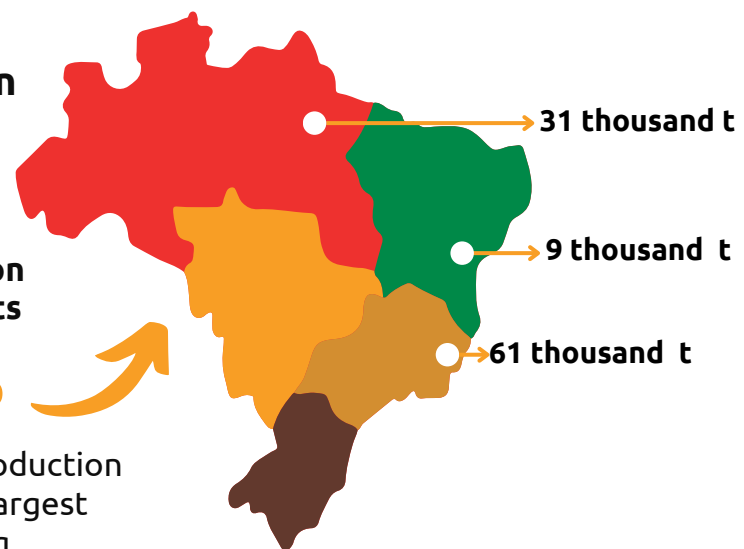 n
31 thousand t
9 thousand t
on
ts
61 thousand t
oduction
argest